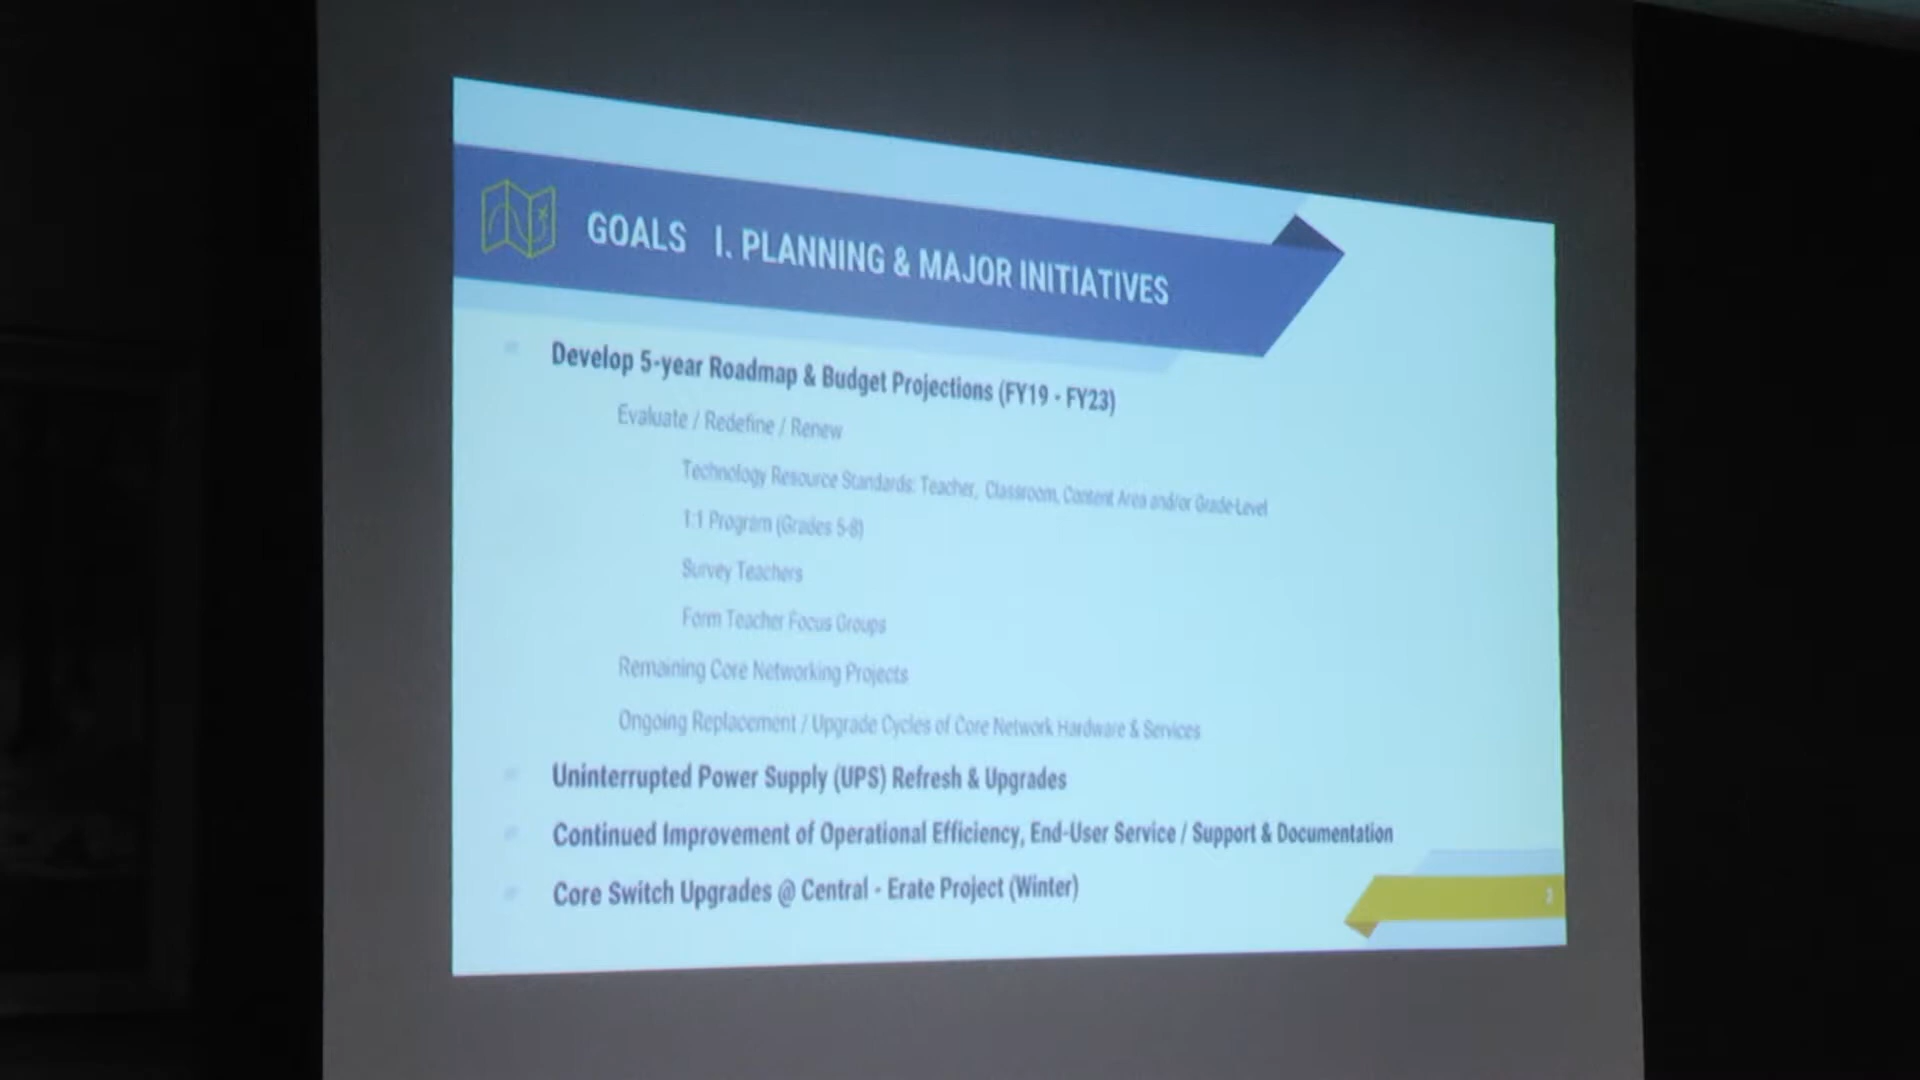 GOALS I. PLANNING & MAJOR INITIATIVES
Develop 5-year Roadmap & Budget Projections (FY19 - FY23)
Evaluate / Redefine / Renew
Technology Resource Standards: Teacher, Classroom, Content Area and/or Grade-Level
1:1 Program (Grades 5-8)
Survey Teachers
Form Teacher Focus Groups
Remaining Core Networking Projects
Ongoing Replacement / Upgrade Cycles of Core Network Hardware & Services
Uninterrupted Power Supply (UPS) Refresh & Upgrades
Continued Improvement of Operational Efficiency, End-User Service / Support & Documentation
Core Switch Upgrades @ Central - Erate Project (Winter)